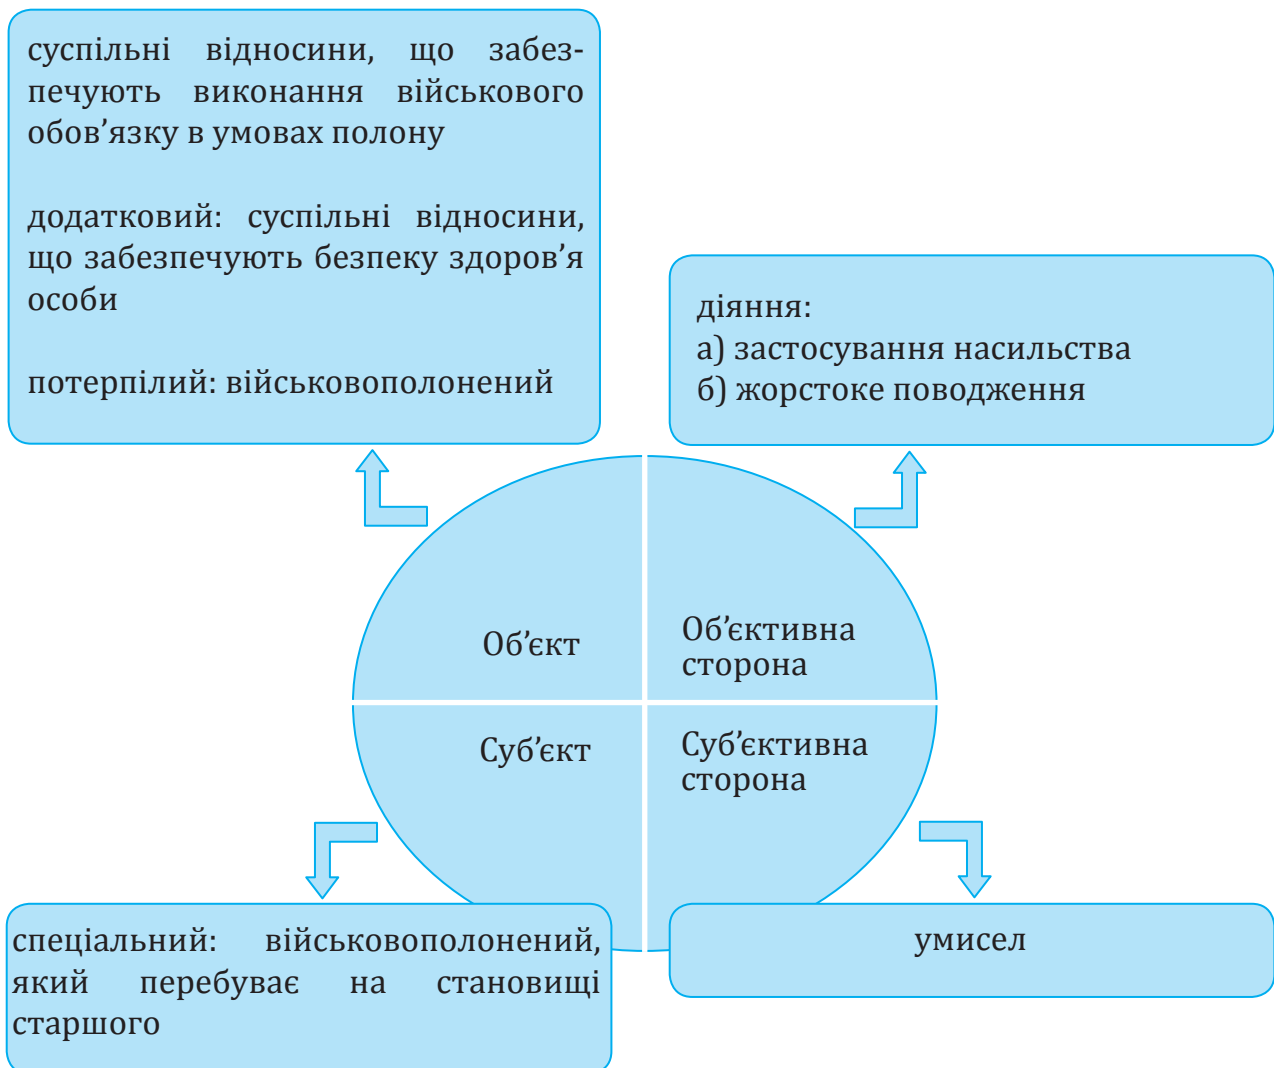 суспільні відносини, що забез-
печують виконання військового
обов’язку в умовах полону
додатковий: суспільні відносини,
що забезпечують безпеку здоров’я
особи
потерпілий: військовополонений
діяння:
а) застосування насильства
б) жорстоке поводження
Об’єкт
Об’єктивна
сторона
Суб’єкт
Суб’єктивна
сторона
спеціальний: військовополонений,
який перебуває на становищі
старшого
умисел